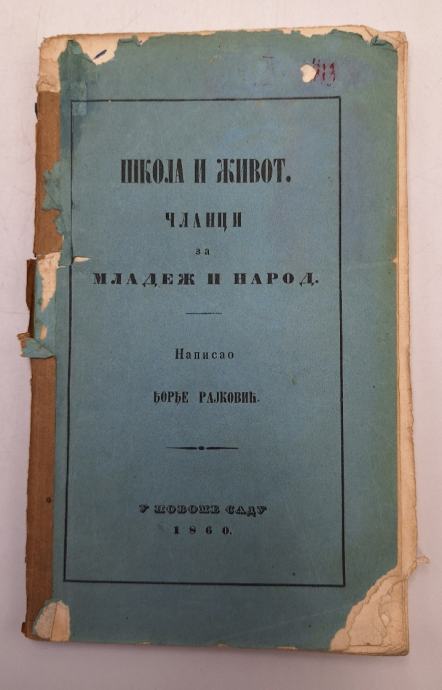 ШКОЛА И ЖИВОТ.
ЧЛАНЦИ
за
МЛАДЕЖ И НАРОД.
Написао
ЂОРЂЕ РАЈКОВИЋ.
У НОВОМЕ САДУ
1860.